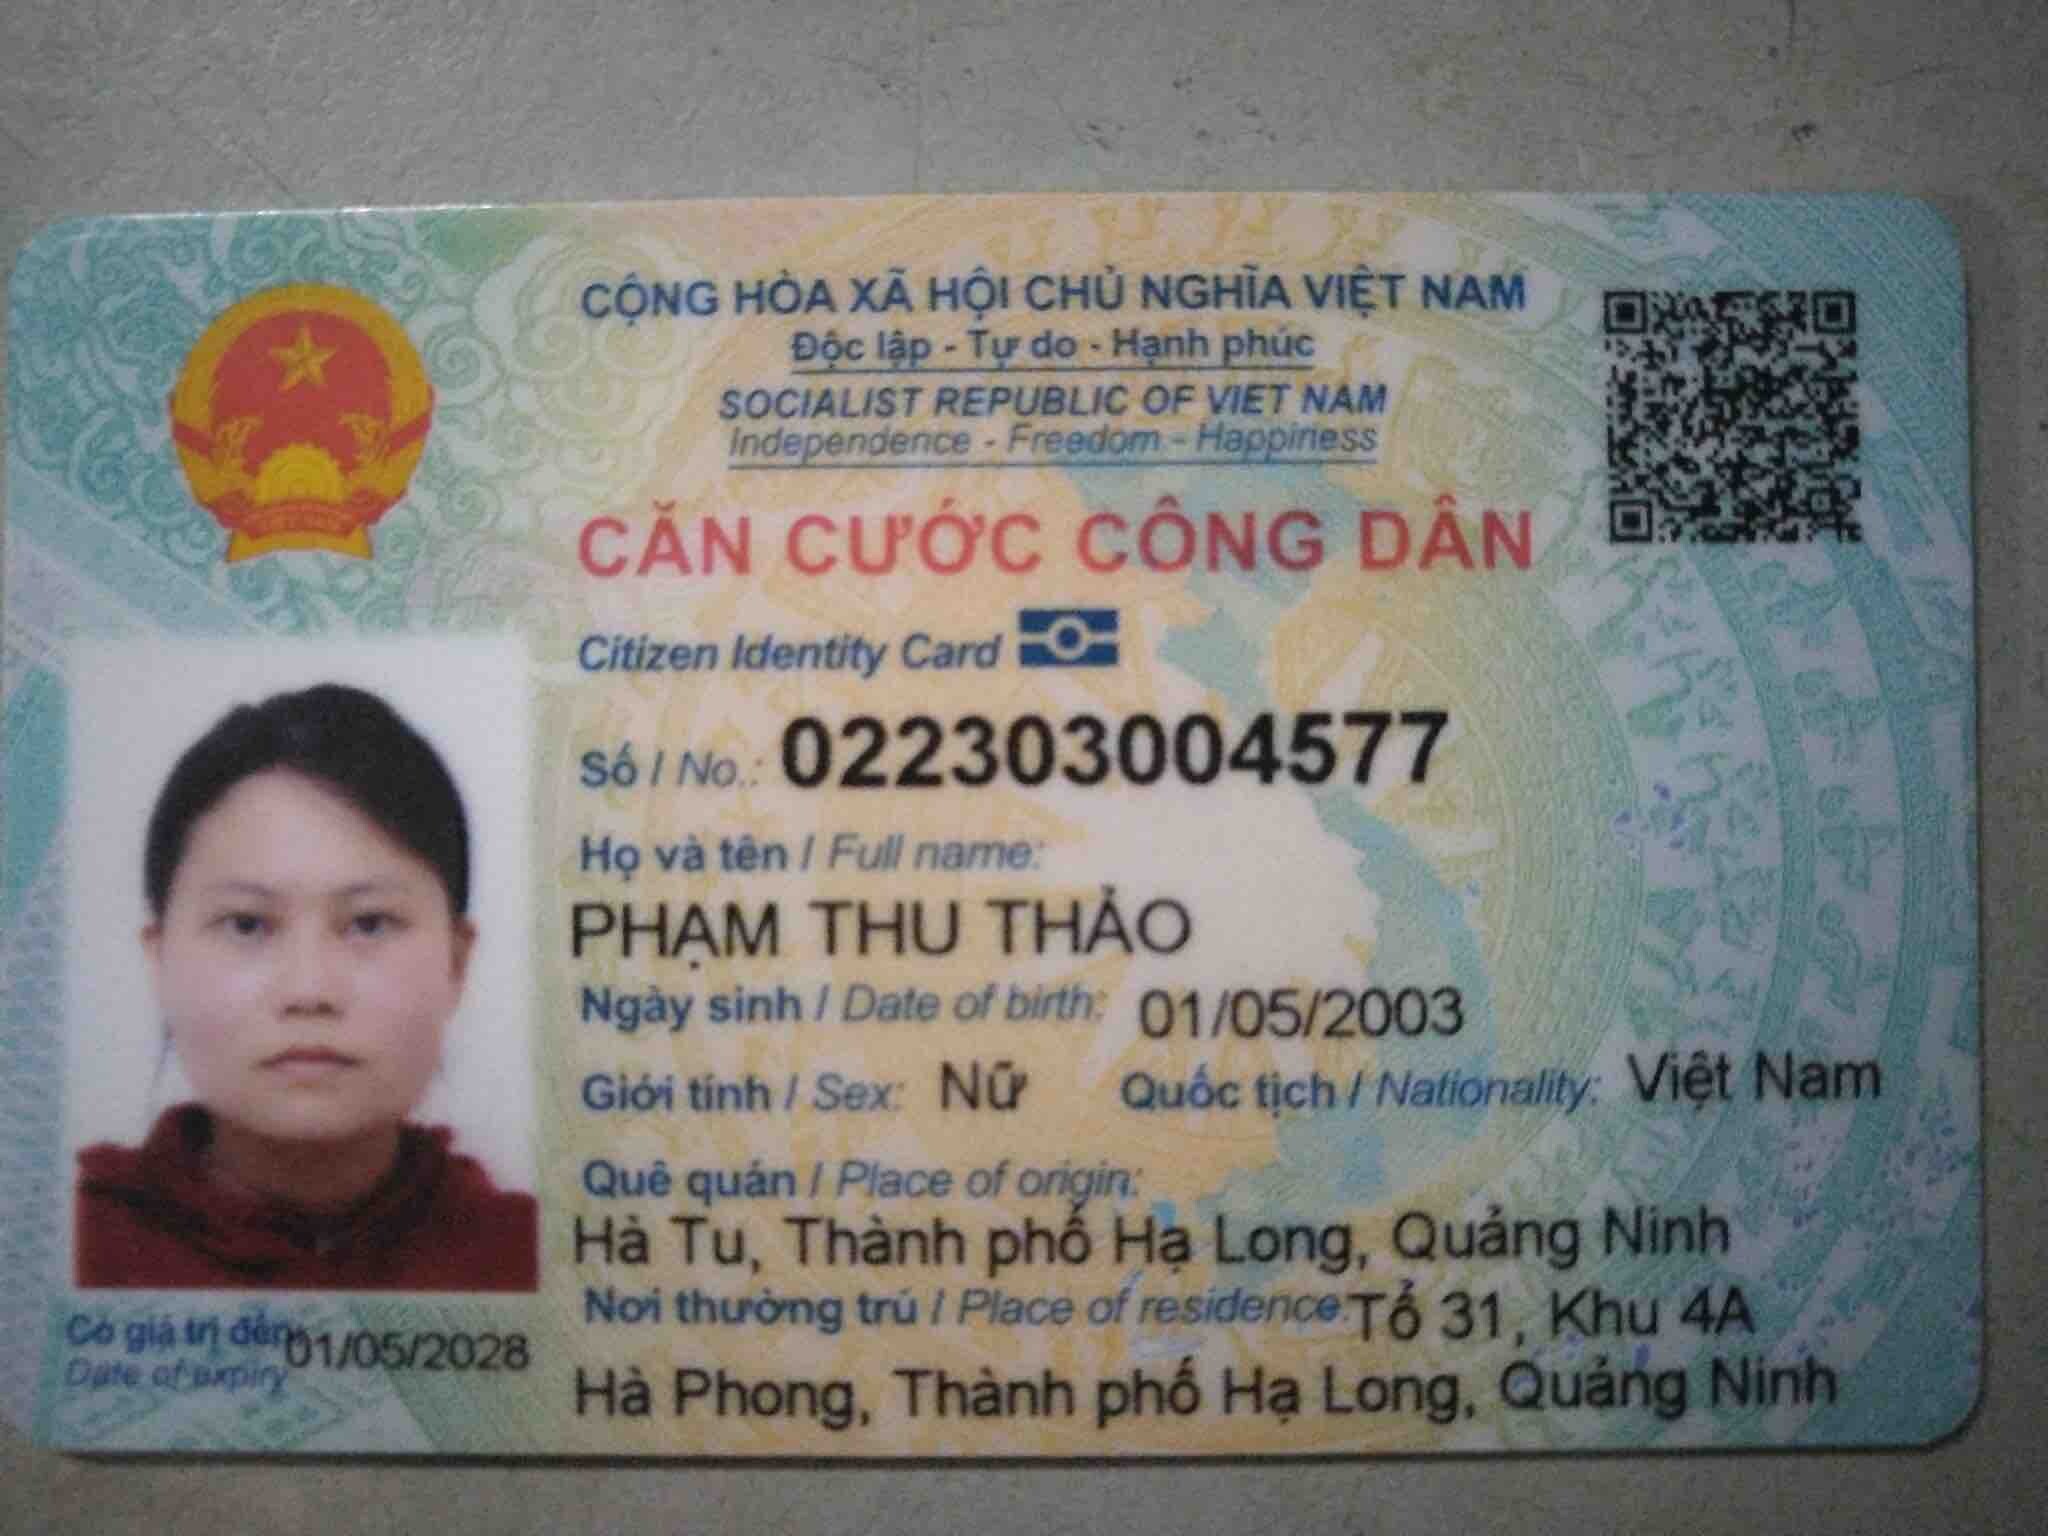 CỘNG HÒA XÃ HỘI CHỦ NGHĨA VIỆT NAM
Độc lập - Tự do - Hạnh phúc
SOCIALIST REPUBLIC OF VIET NAM
Independence - Freedom - Happiness
CĂN CƯỚC CÔNG DÂN
Citizen Identity Card
Số / No.: 022303004577
Họ và tên / Full name:
PHẠM THU THẢO
Ngày sinh / Date of birth: 01/05/2003
Giới tính / Sex: Nữ Quốc tịch / Nationality: Việt Nam
Quê quán / Place of origin:
Hà Tu, Thành phố Hạ Long, Quảng Ninh
Nơi thường trú / Place of residence: Tổ 31, Khu 4A
Hà Phong, Thành phố Hạ Long, Quảng Ninh
Có giá trị đến: 01/05/2028
Date of expiry